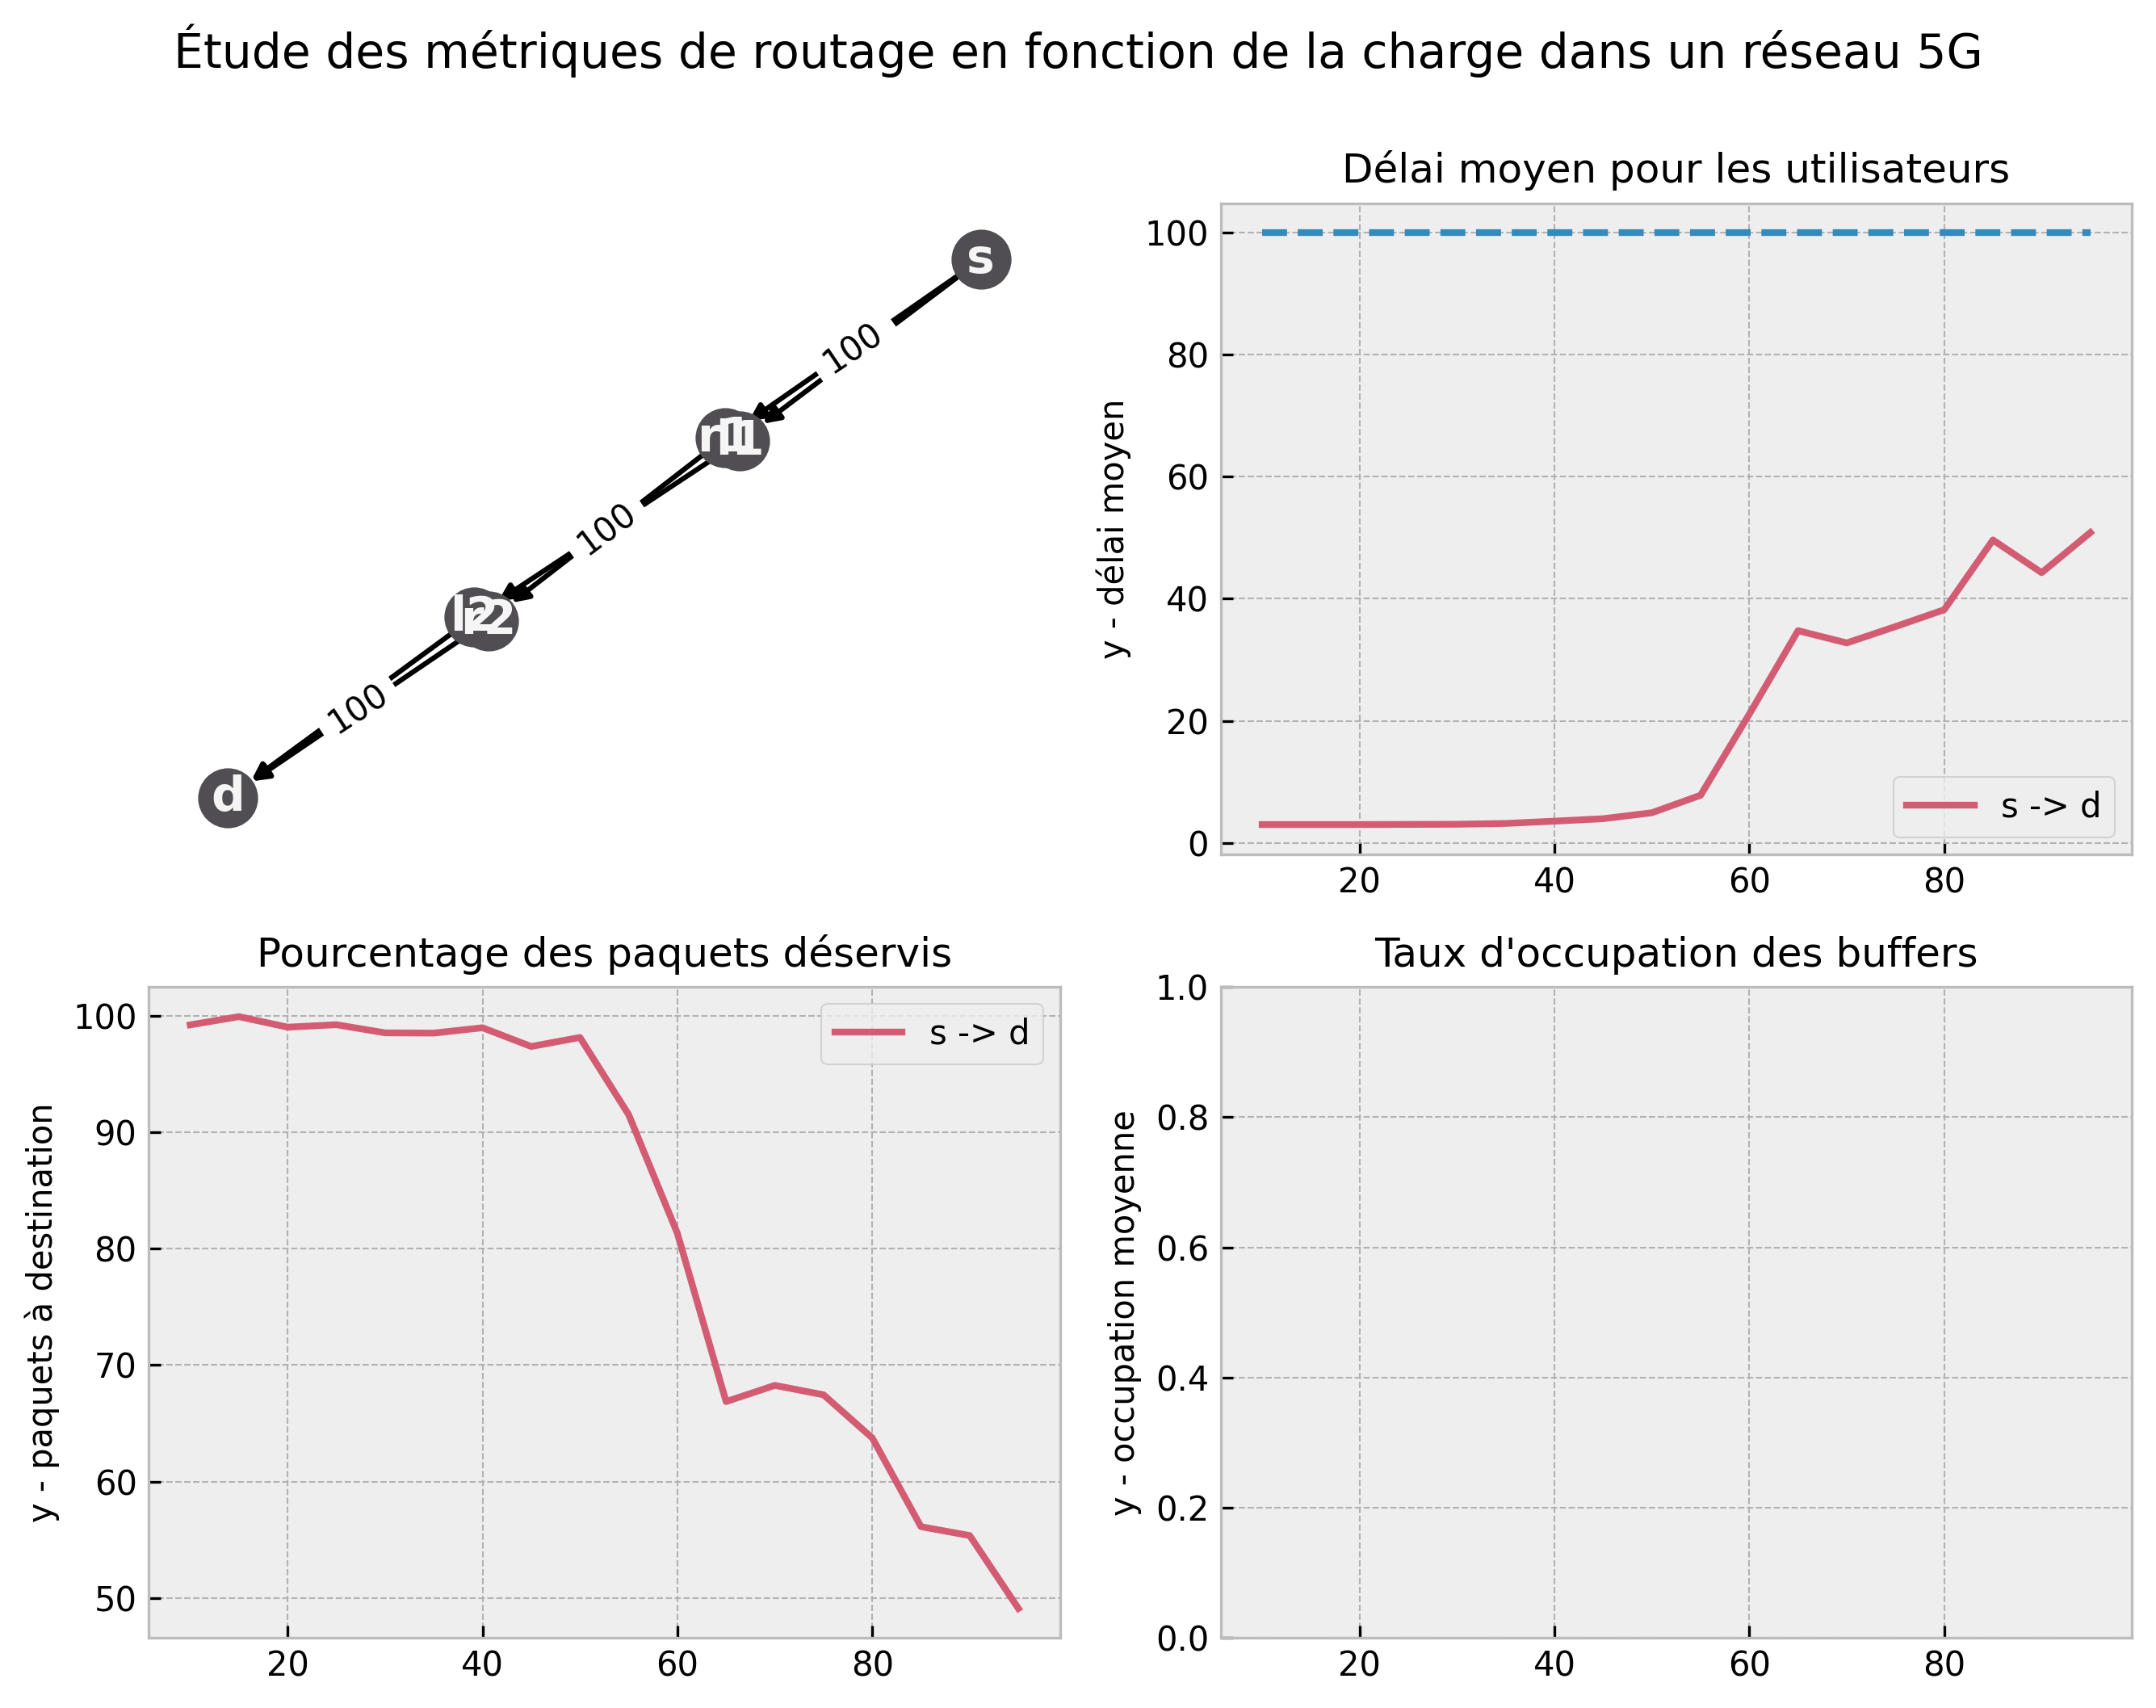 Étude des métriques de routage en fonction de la charge dans un réseau 5G
s
100
100
100
d
Délai moyen pour les utilisateurs
y - délai moyen
100
80
60
40
20
0
20 40 60 80
s -> d
Pourcentage des paquets déservis
y - paquets à destination
100
90
80
70
60
50
20 40 60 80
s -> d
Taux d'occupation des buffers
y - occupation moyenne
1.0
0.8
0.6
0.4
0.2
0.0
20 40 60 80